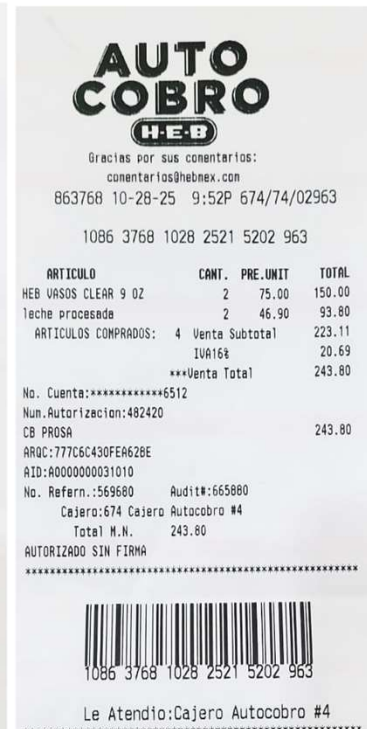 AUTO
COBRO
H-E-B
Gracias por sus comentarios:
comentarios@hebmex.com
863768 10-28-25 9:52P 674/74/02963
1086 3768 1028 2521 5202 963
ARTICULO CANT. PRE.UNIT TOTAL
HEB VASOS CLEAR 9 OZ 2 75.00 150.00
leche procesada 2 46.90 93.80
ARTICULOS COMPRADOS: 4 Venta Subtotal 223.11
IVA16% 20.69
***Venta Total 243.80
No. Cuenta:************6512
Num.Autorizacion:482420
CB PROSA 243.80
ARQC:777C6C430FEA62BE
AID:A0000000031010
No. Refern.:569680 Audit#:665880
Cajero:674 Cajero Autocobro #4
Total M.N. 243.80
AUTORIZADO SIN FIRMA
****************************************************
1086 3768 1028 2521 5202 963
Le Atendio:Cajero Autocobro #4
****************************************************